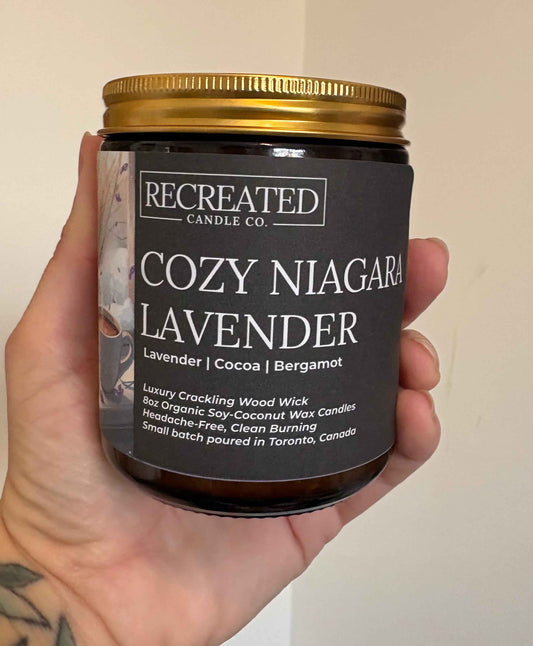 RECREATED
CANDLE CO.
COZY NIAGARA
LAVENDER
Lavender | Cocoa | Bergamot
Luxury Crackling Wood Wick
8oz Organic Soy-Coconut Wax Candles
Headache-Free, Clean Burning
Small batch poured in Toronto, Canada